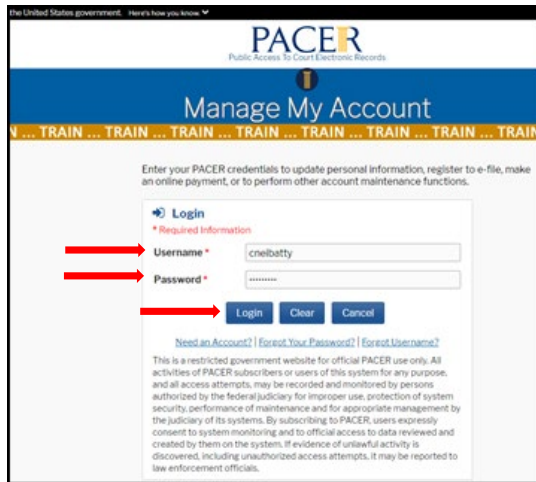 the United States government. Here's how you know.
PACER
Public Access To Court Electronic Records
Manage My Account
N ... TRAIN ... TRAIN ... TRAIN ... TRAIN ... TRAIN ... TRAIN ... TRAIN
Enter your PACER credentials to update personal information, register to e-file, make
an online payment, or to perform other account maintenance functions.
Login
* Required Information
Username * cneibatty
Password * ·········
Login Clear Cancel
Need an Account? | Forgot Your Password? | Forgot Username?
This is a restricted government website for official PACER use only. All
activities of PACER subscribers or users of this system for any purpose,
and all access attempts, may be recorded and monitored by persons
authorized by the federal judiciary for improper use, protection of system
security, performance of maintenance and for appropriate management by
the judiciary of its systems. By subscribing to PACER, users expressly
consent to system monitoring and to official access to data reviewed and
created by them on the system. If evidence of unlawful activity is
discovered, including unauthorized access attempts, it may be reported to
law enforcement officials.